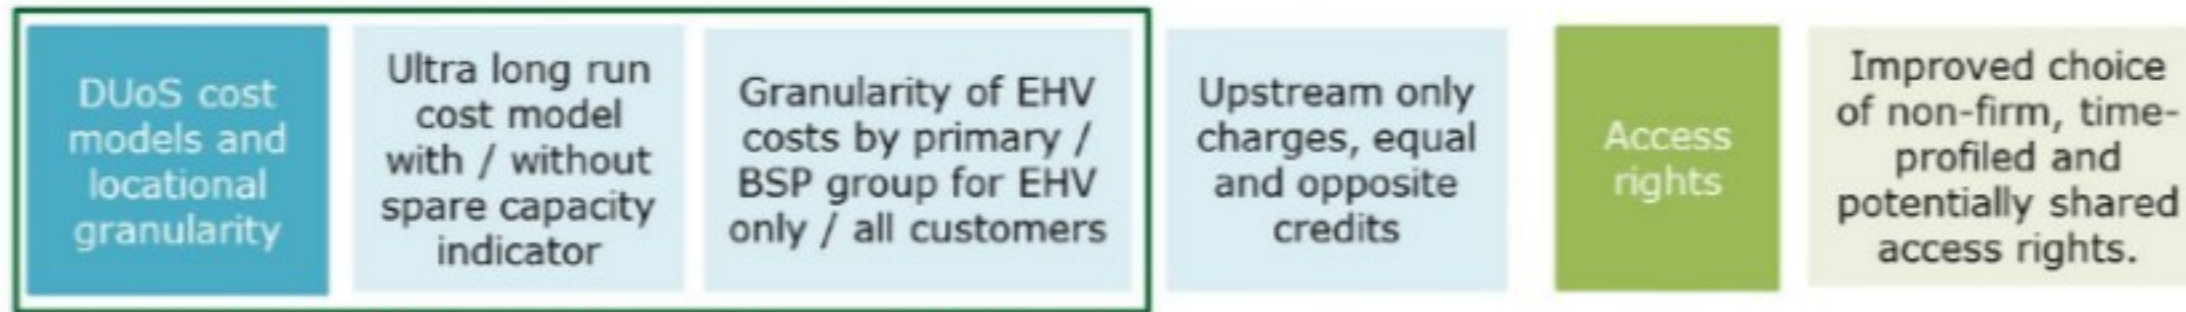 DUoS cost
models and
locational
granularity
Ultra long run
cost model
with / without
spare capacity
indicator
Granularity of EHV
costs by primary /
BSP group for EHV
only / all customers
Upstream only
charges, equal
and opposite
credits
Access
rights
Improved choice
of non-firm, time-
profiled and
potentially shared
access rights.